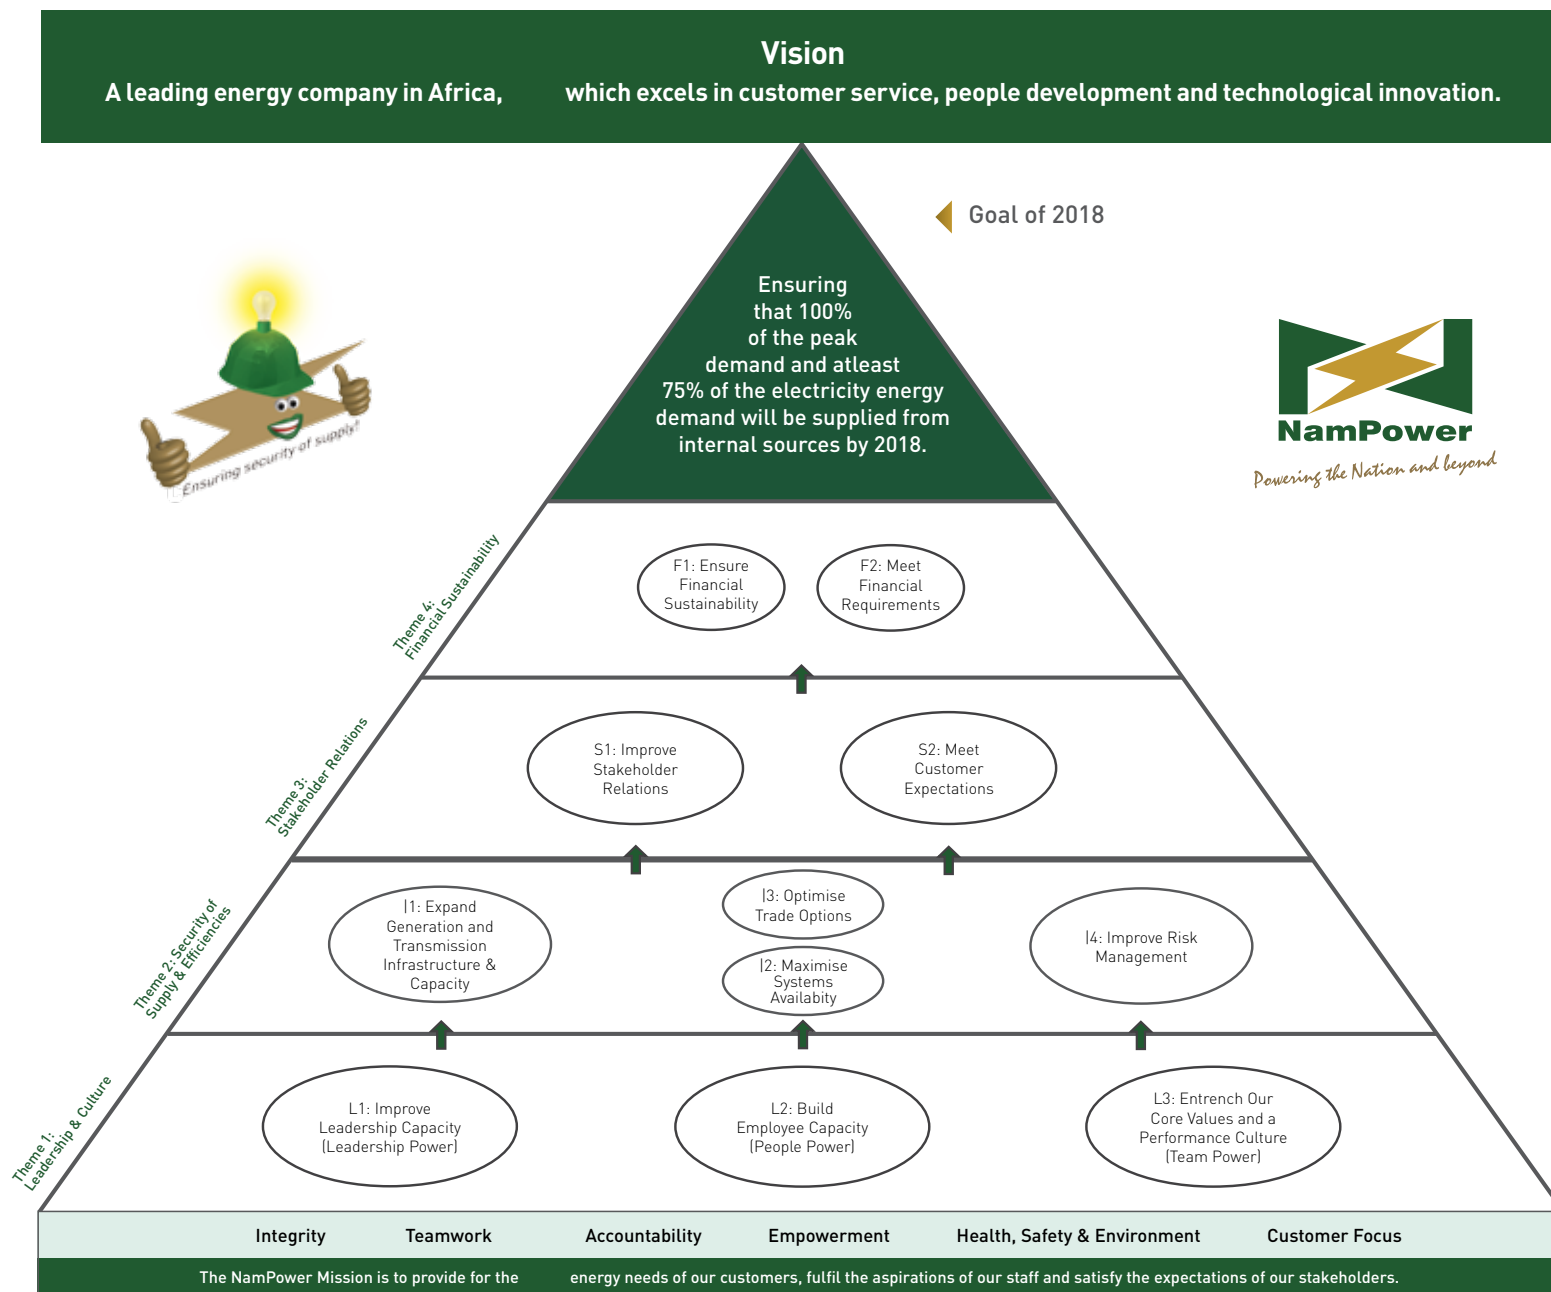 Vision
A leading energy company in Africa, which excels in customer service, people development and technological innovation.
Goal of 2018
Ensuring
that 100%
of the peak
demand and atleast
75% of the electricity energy
demand will be supplied from
internal sources by 2018.
Ensuring security of supply!
NamPower
Powering the Nation and beyond
Theme 4:
Financial Sustainability
F1: Ensure
Financial
Sustainability
F2: Meet
Financial
Requirements
Theme 3:
Stakeholder Relations
S1: Improve
Stakeholder
Relations
S2: Meet
Customer
Expectations
Theme 2: Security of
Supply & Efficiencies
|1: Expand
Generation and
Transmission
Infrastructure &
Capacity
|3: Optimise
Trade Options
|2: Maximise
Systems
Availabity
|4: Improve Risk
Management
Theme 1:
Leadership & Culture
L1: Improve
Leadership Capacity
(Leadership Power)
L2: Build
Employee Capacity
(People Power)
L3: Entrench Our
Core Values and a
Performance Culture
(Team Power)
Integrity Teamwork Accountability Empowerment Health, Safety & Environment Customer Focus
The NamPower Mission is to provide for the energy needs of our customers, fulfil the aspirations of our staff and satisfy the expectations of our stakeholders.